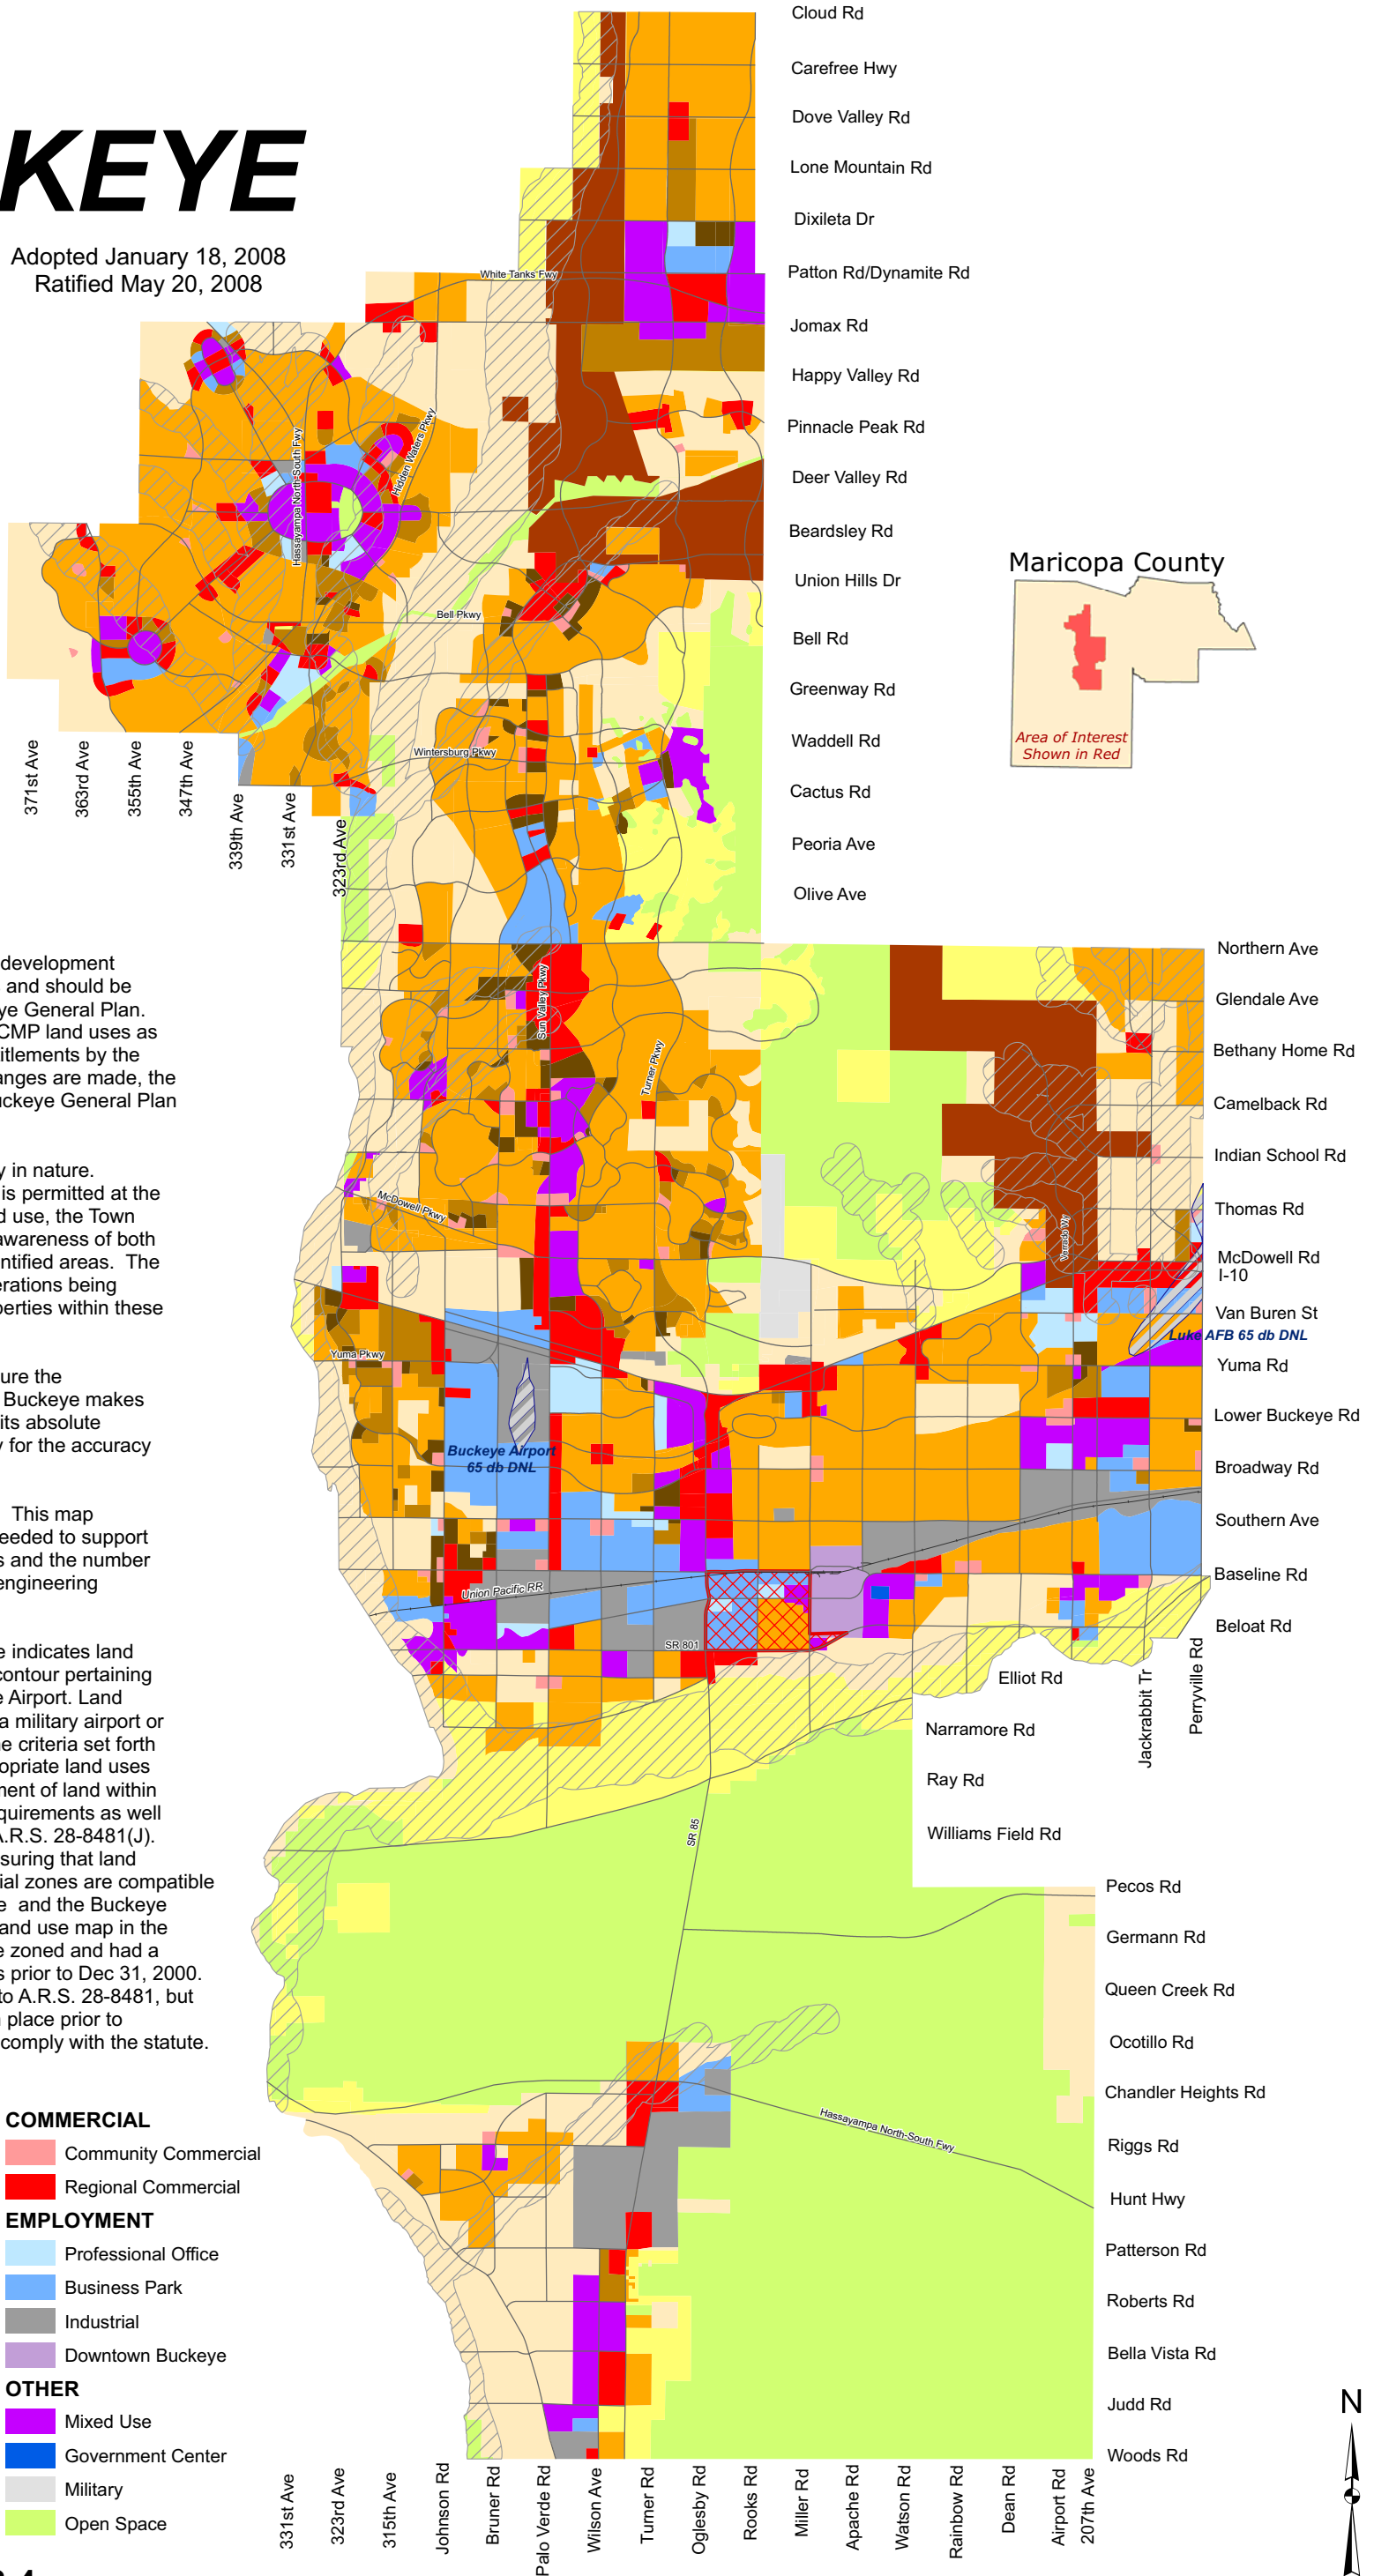 KEYE
Adopted January 18, 2008
Ratified May 20, 2008
Cloud Rd
Carefree Hwy
Dove Valley Rd
Lone Mountain Rd
Dixileta Dr
Patton Rd/Dynamite Rd
Jomax Rd
Happy Valley Rd
Pinnacle Peak Rd
Deer Valley Rd
Beardsley Rd
Union Hills Dr
Bell Rd
Greenway Rd
Waddell Rd
Cactus Rd
Peoria Ave
Olive Ave
White Tanks Fwy
Hassayampa North-South Fwy
Hidden Waters Pkwy
Bell Pkwy
Wintersburg Pkwy
Maricopa County
Area of Interest
Shown in Red
371st Ave
363rd Ave
355th Ave
347th Ave
339th Ave
331st Ave
323rd Ave
Northern Ave
Glendale Ave
Bethany Home Rd
Camelback Rd
Indian School Rd
Thomas Rd
McDowell Rd
I-10
Van Buren St
Luke AFB 65 db DNL
Yuma Rd
Lower Buckeye Rd
Broadway Rd
Southern Ave
Baseline Rd
Beloat Rd
Sun Valley Pkwy
Turner Pkwy
McDowell Pkwy
Verrado Wy
Yuma Pkwy
Buckeye Airport
65 db DNL
Union Pacific RR
SR 801
SR 85
Elliot Rd
Narramore Rd
Ray Rd
Williams Field Rd
Jackrabbit Tr
Perryville Rd
Pecos Rd
Germann Rd
Queen Creek Rd
Ocotillo Rd
Chandler Heights Rd
Riggs Rd
Hunt Hwy
Patterson Rd
Roberts Rd
Bella Vista Rd
Judd Rd
Woods Rd
Hassayampa North-South Fwy
development
and should be
ye General Plan.
CMP land uses as
titlements by the
anges are made, the
uckeye General Plan
y in nature.
is permitted at the
d use, the Town
awareness of both
ntified areas. The
erations being
perties within these
ure the
Buckeye makes
its absolute
y for the accuracy
This map
eeded to support
s and the number
engineering
e indicates land
contour pertaining
e Airport. Land
a military airport or
ne criteria set forth
opriate land uses
ment of land within
quirements as well
A.R.S. 28-8481(J).
suring that land
ial zones are compatible
e and the Buckeye
and use map in the
e zoned and had a
s prior to Dec 31, 2000.
to A.R.S. 28-8481, but
n place prior to
comply with the statute.
COMMERCIAL
Community Commercial
Regional Commercial
EMPLOYMENT
Professional Office
Business Park
Industrial
Downtown Buckeye
OTHER
Mixed Use
Government Center
Military
Open Space
331st Ave
323rd Ave
315th Ave
Johnson Rd
Bruner Rd
Palo Verde Rd
Wilson Ave
Turner Rd
Oglesby Rd
Rooks Rd
Miller Rd
Apache Rd
Watson Rd
Rainbow Rd
Dean Rd
Airport Rd
207th Ave
N